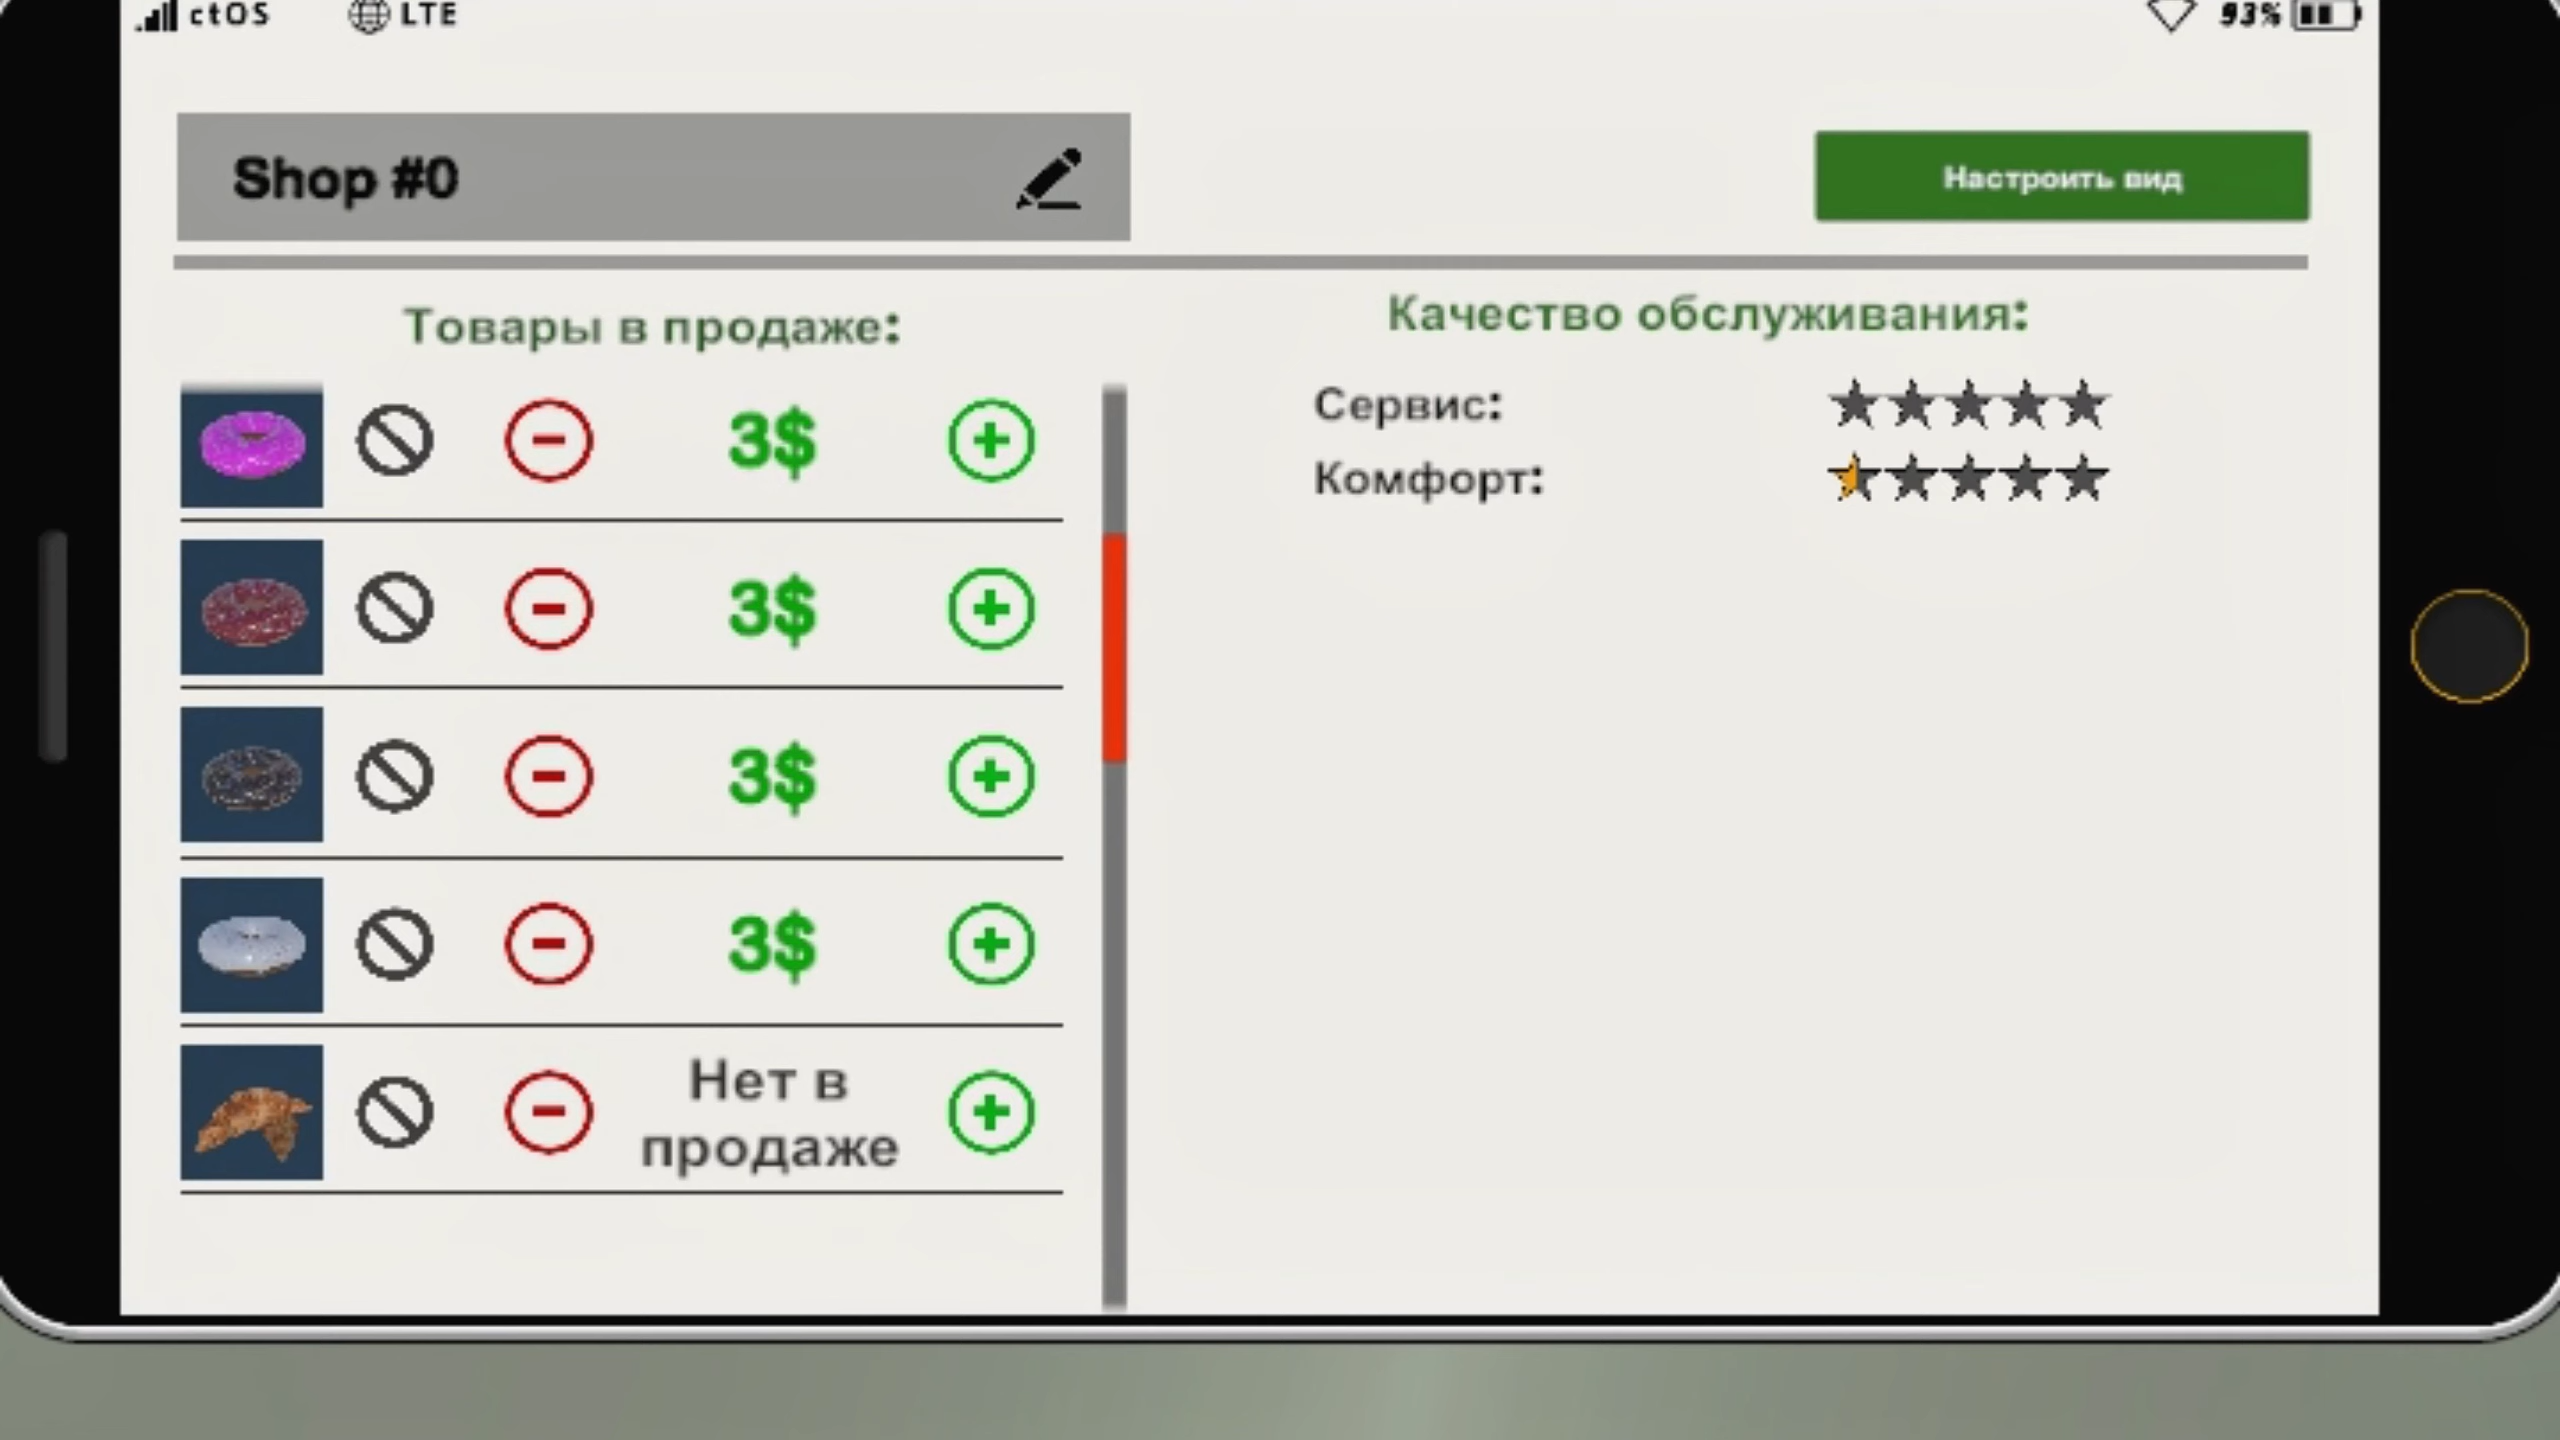 ctOS LTE 93%
Shop #0
Настроить вид
Товары в продаже:
Качество обслуживания:
Сервис:
Комфорт:
3$
3$
3$
3$
Нет в
продаже